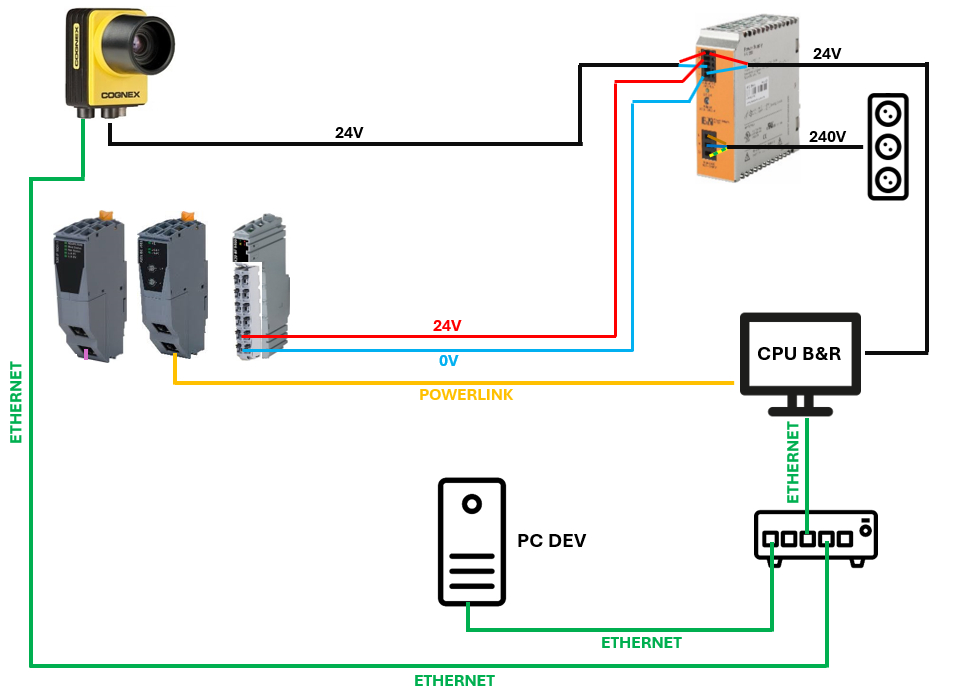 COGNEX
COGNEX
24V
24V
240V
24V
0V
POWERLINK
CPU B&R
ETHERNET
ETHERNET
PC DEV
ETHERNET
ETHERNET